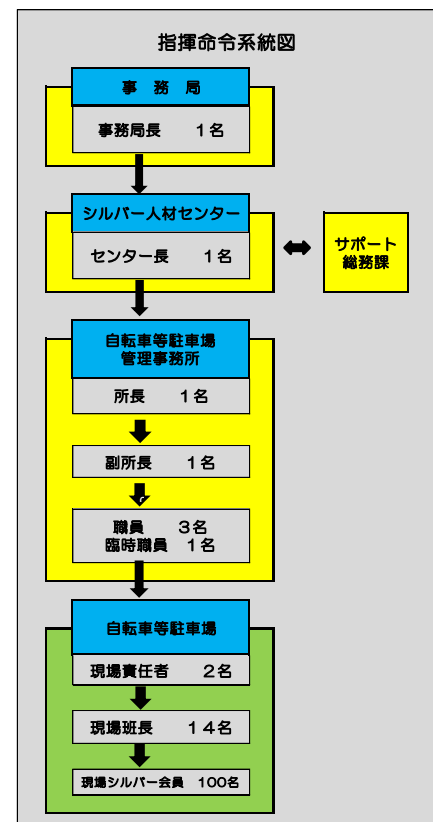 指揮命令系統図
事　務　局
事務局長　　１名
シルバー人材センター
センター長　　１名
サポート
総務課
自転車等駐車場
管理事務所
所長　　１名
副所長　　１名
職員　　３名
臨時職員　１名
自転車等駐車場
現場責任者　　２名
現場班長　　１４名
現場シルバー会員　100名